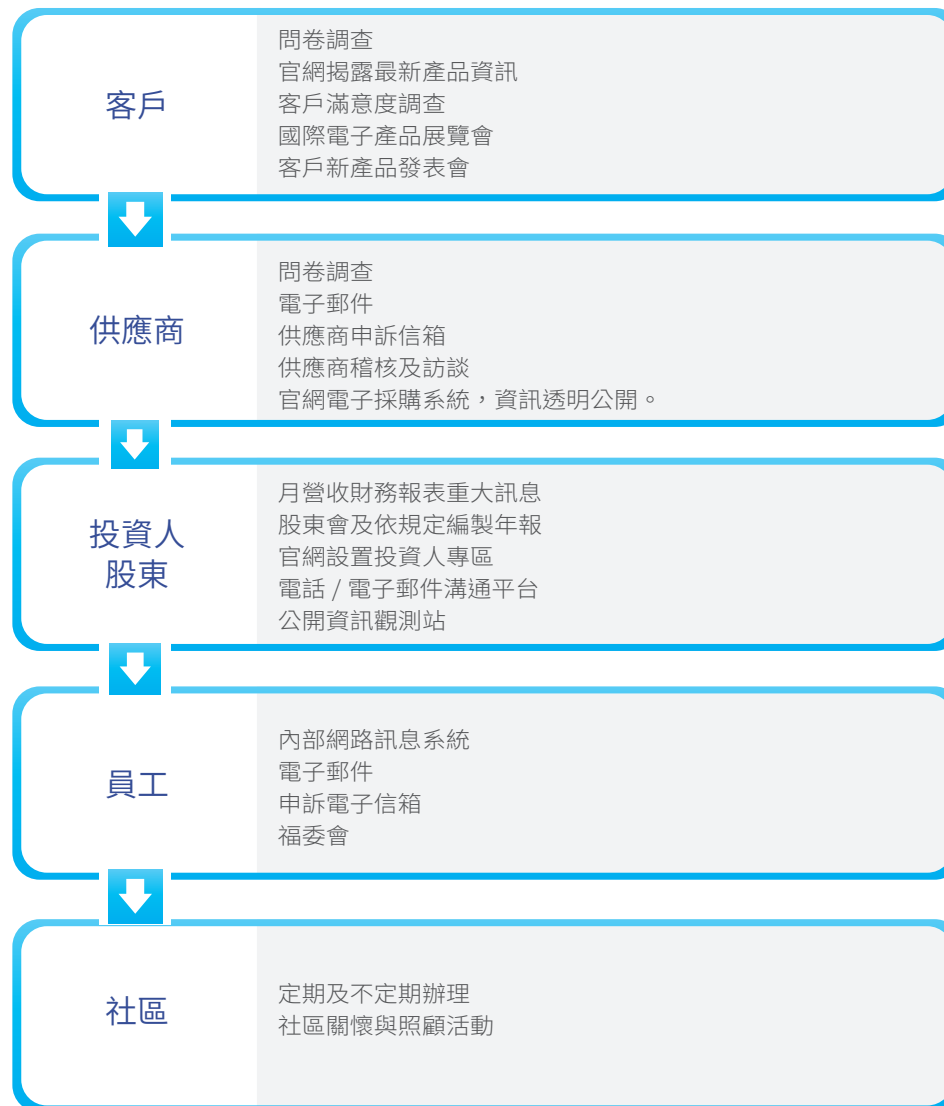 客戶
問卷調查
官網揭露最新產品資訊
客戶滿意度調查
國際電子產品展覽會
客戶新產品發表會
供應商
問卷調查
電子郵件
供應商申訴信箱
供應商稽核及訪談
官網電子採購系統，資訊透明公開。
投資人
股東
月營收財務報表重大訊息
股東會及依規定編製年報
官網設置投資人專區
電話 / 電子郵件溝通平台
公開資訊觀測站
員工
內部網路訊息系統
電子郵件
申訴電子信箱
福委會
社區
定期及不定期辦理
社區關懷與照顧活動